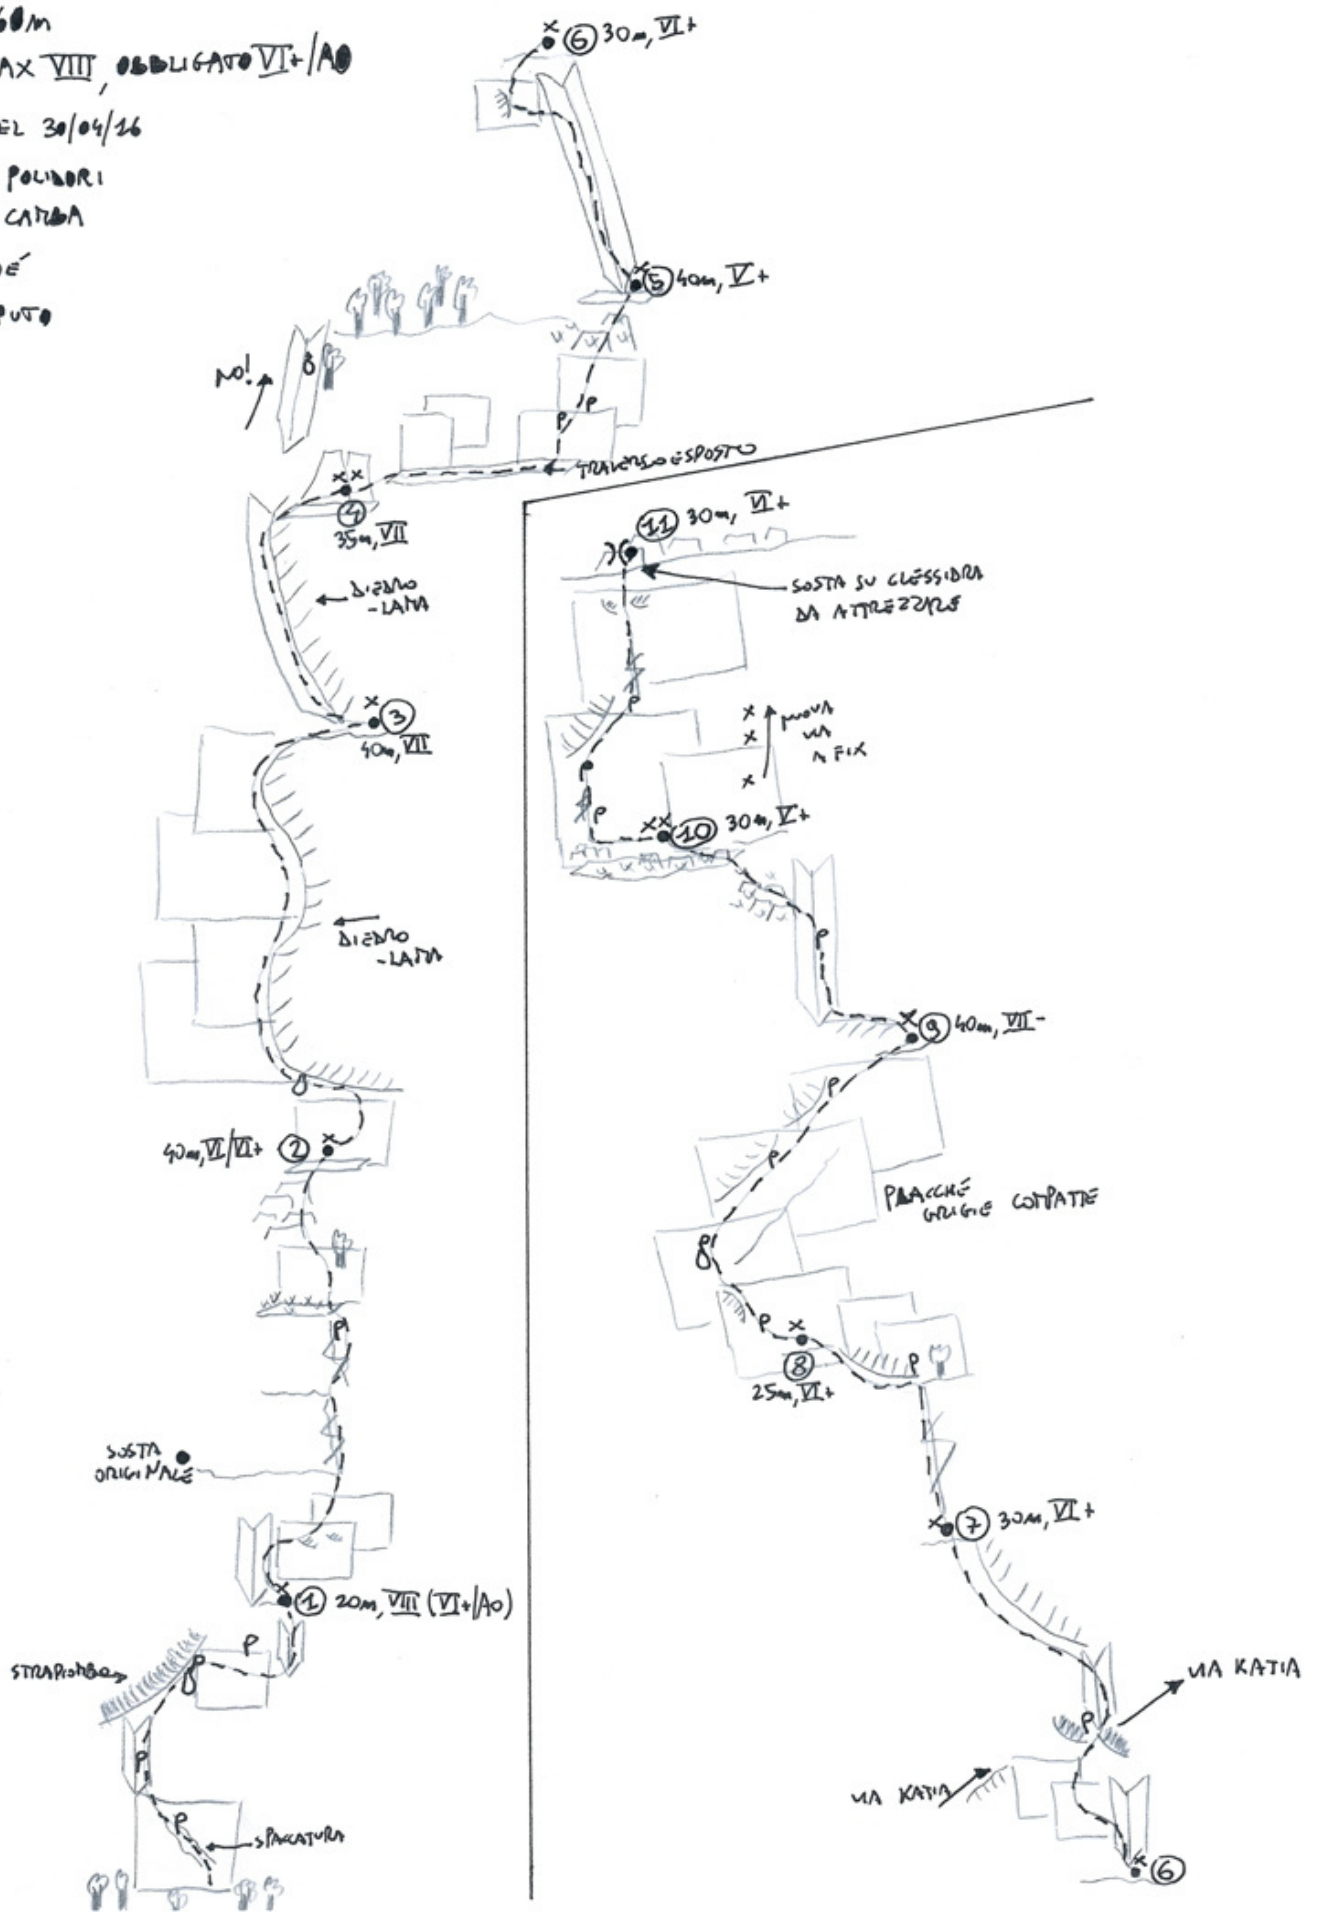 60m
AX VIII, OBBLIGATO VI+/A0
EL 30/04/16
POLIDORI
CAMBA
É
PUTO
6 30m, VI+
5 40m, V+
NO!
TRAVERSO ESPOSTO
4
35m, VII
DIEDRO
-LAMA
3
40m, VII
DIEDRO
-LAMA
40m, VI/VI+ 2
SOSTA
ORIGINALE
1 20m, VIII (VI+/A0)
P
STRAPIOMBO
P
P
P
SPACCATURA
P
P P
11 30m, VI+
SOSTA SU CLESSIDRA
DA ATTREZZARE
P
NUOVA
VIA
A FIX
P
10 30m, V+
P
9 40m, VII-
P
P
PLACCHE
GRIGIE COMPATTE
P
P
8
25m, VI+
P
7 30m, VI+
VIA KATIA
P
VIA KATIA
6